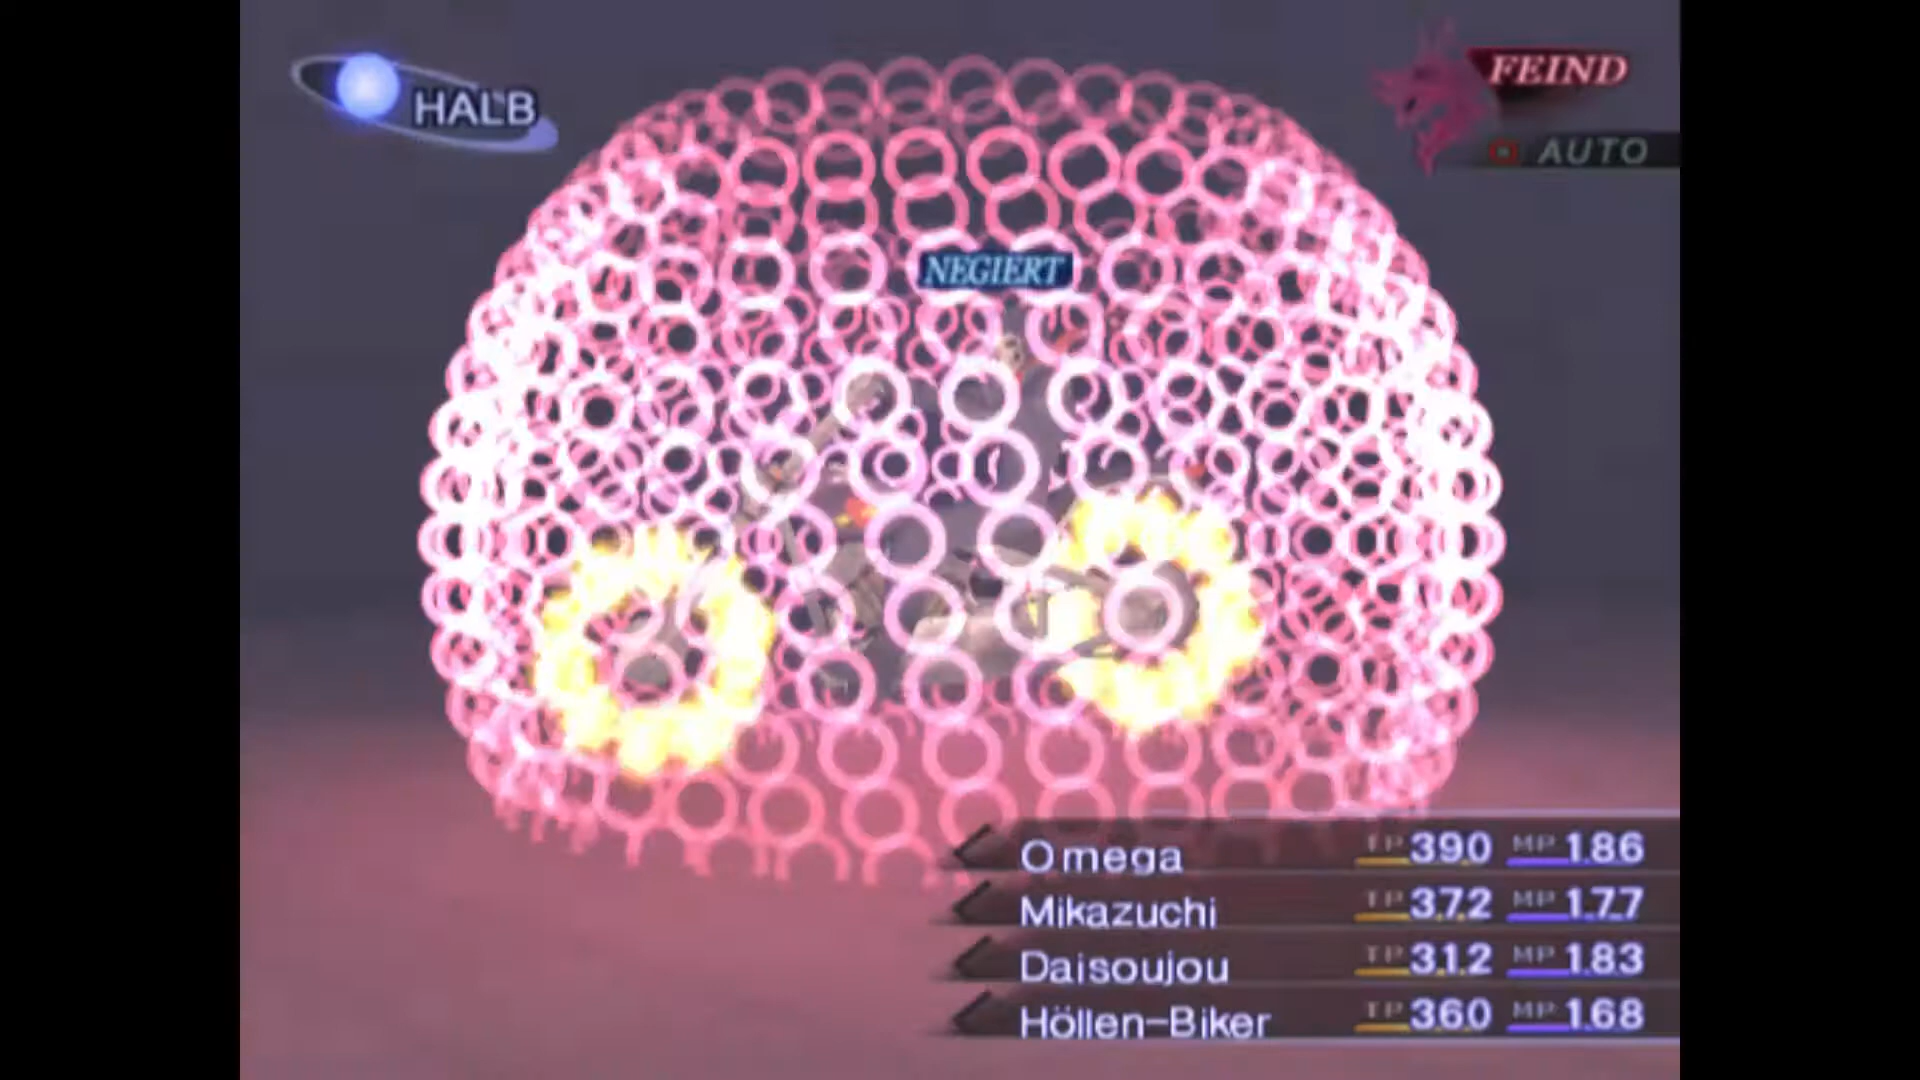 HALB
FEIND
AUTO
NEGIERT
Omega TP 390 MP 186
Mikazuchi TP 372 MP 177
Daisoujou TP 312 MP 183
Höllen-Biker TP 360 MP 168